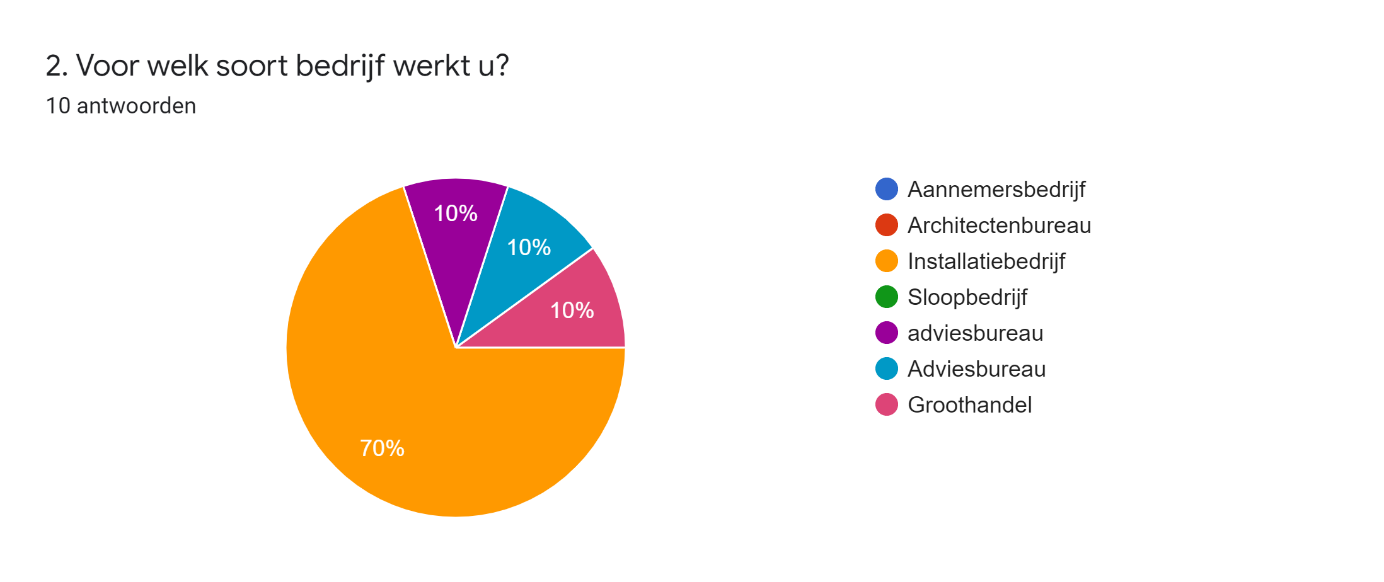 2. Voor welk soort bedrijf werkt u?
10 antwoorden
10%
10%
10%
70%
Aannemersbedrijf
Architectenbureau
Installatiebedrijf
Sloopbedrijf
adviesbureau
Adviesbureau
Groothandel